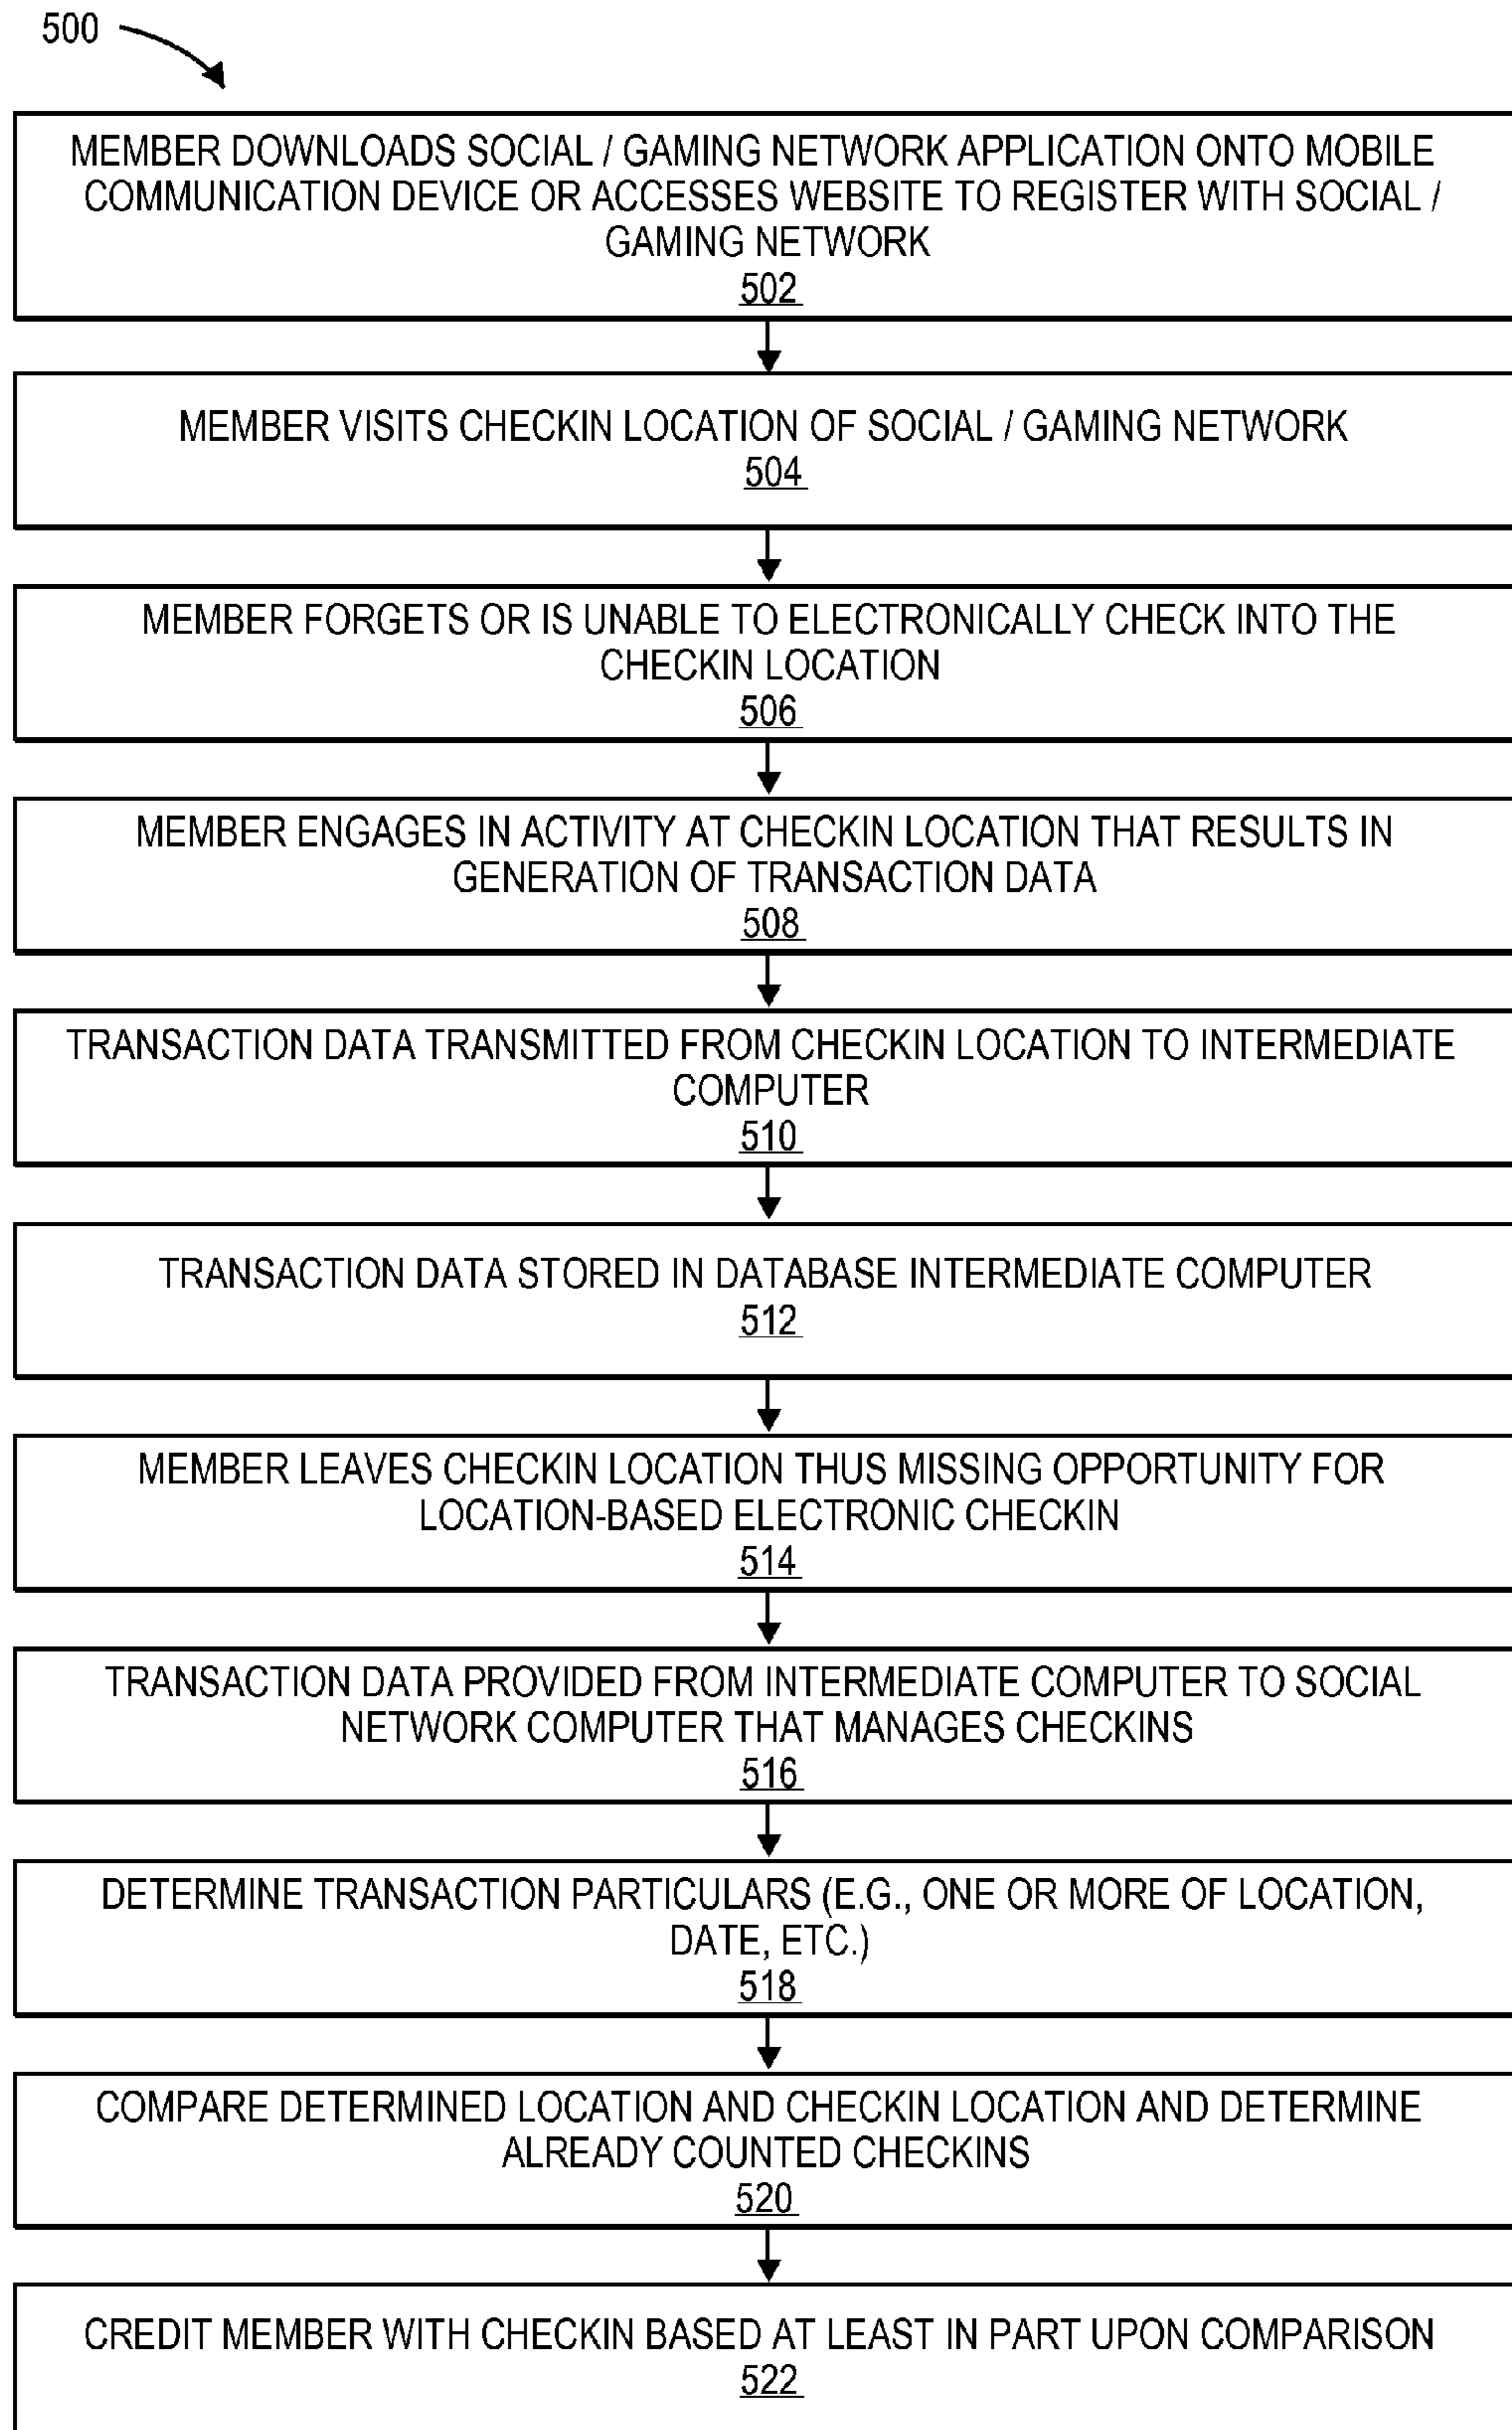 500
MEMBER DOWNLOADS SOCIAL / GAMING NETWORK APPLICATION ONTO MOBILE
COMMUNICATION DEVICE OR ACCESSES WEBSITE TO REGISTER WITH SOCIAL /
GAMING NETWORK
502
MEMBER VISITS CHECKIN LOCATION OF SOCIAL / GAMING NETWORK
504
MEMBER FORGETS OR IS UNABLE TO ELECTRONICALLY CHECK INTO THE
CHECKIN LOCATION
506
MEMBER ENGAGES IN ACTIVITY AT CHECKIN LOCATION THAT RESULTS IN
GENERATION OF TRANSACTION DATA
508
TRANSACTION DATA TRANSMITTED FROM CHECKIN LOCATION TO INTERMEDIATE
COMPUTER
510
TRANSACTION DATA STORED IN DATABASE INTERMEDIATE COMPUTER
512
MEMBER LEAVES CHECKIN LOCATION THUS MISSING OPPORTUNITY FOR
LOCATION-BASED ELECTRONIC CHECKIN
514
TRANSACTION DATA PROVIDED FROM INTERMEDIATE COMPUTER TO SOCIAL
NETWORK COMPUTER THAT MANAGES CHECKINS
516
DETERMINE TRANSACTION PARTICULARS (E.G., ONE OR MORE OF LOCATION,
DATE, ETC.)
518
COMPARE DETERMINED LOCATION AND CHECKIN LOCATION AND DETERMINE
ALREADY COUNTED CHECKINS
520
CREDIT MEMBER WITH CHECKIN BASED AT LEAST IN PART UPON COMPARISON
522